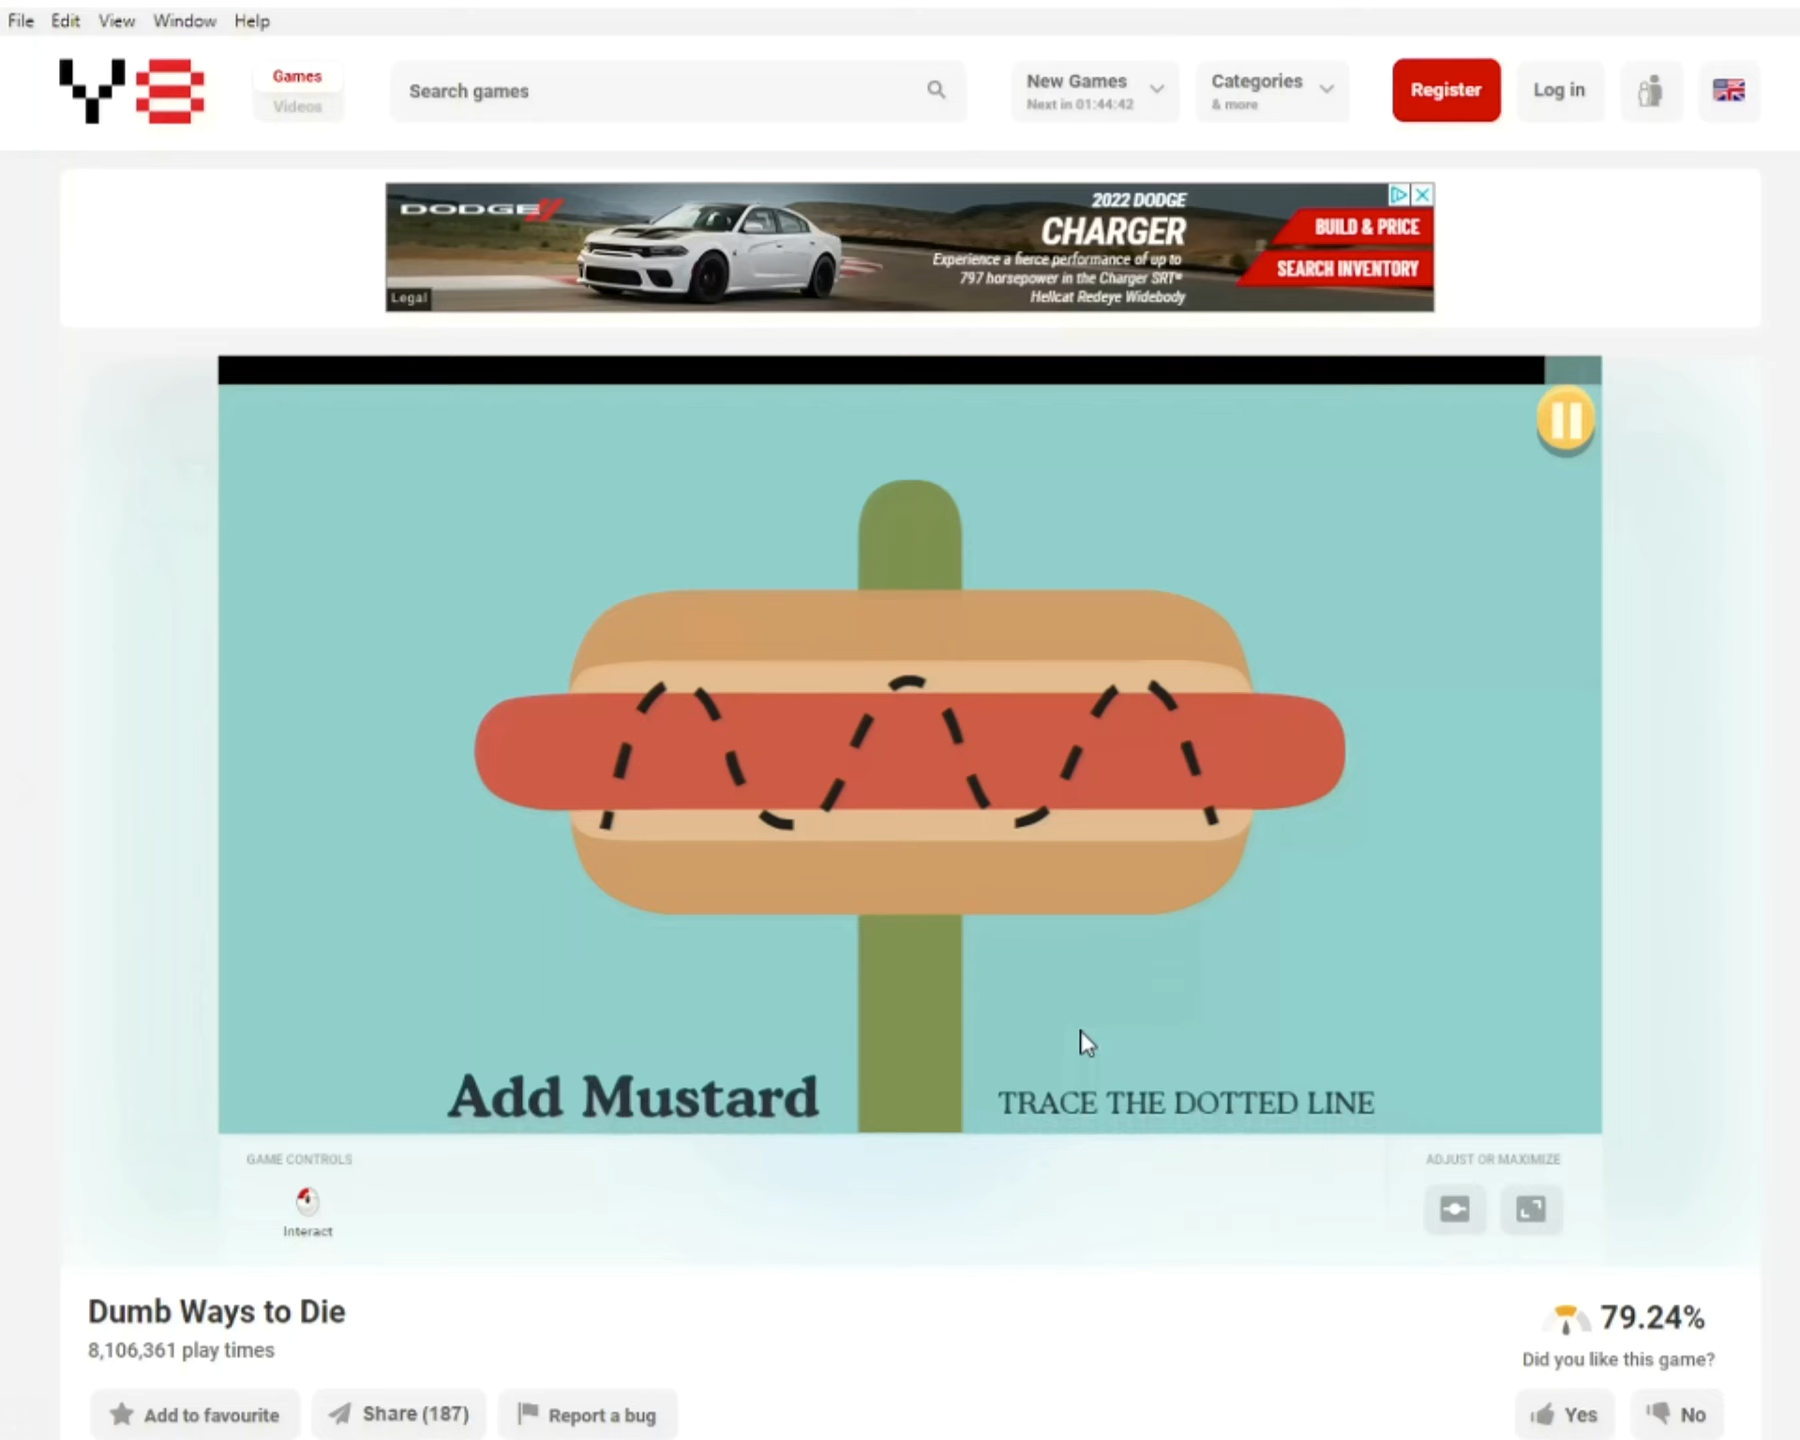 File Edit View Window Help
Y8
Games
Videos
Search games
New Games
Next in 01:44:42
Categories
& more
Register
Log in
DODGE
2022 DODGE
CHARGER
Experience a fierce performance of up to
797 horsepower in the Charger SRT®
Hellcat Redeye Widebody
BUILD & PRICE
SEARCH INVENTORY
Legal
Add Mustard
TRACE THE DOTTED LINE
GAME CONTROLS
Interact
ADJUST OR MAXIMIZE
Dumb Ways to Die
8,106,361 play times
79.24%
Did you like this game?
Add to favourite
Share (187)
Report a bug
Yes
No